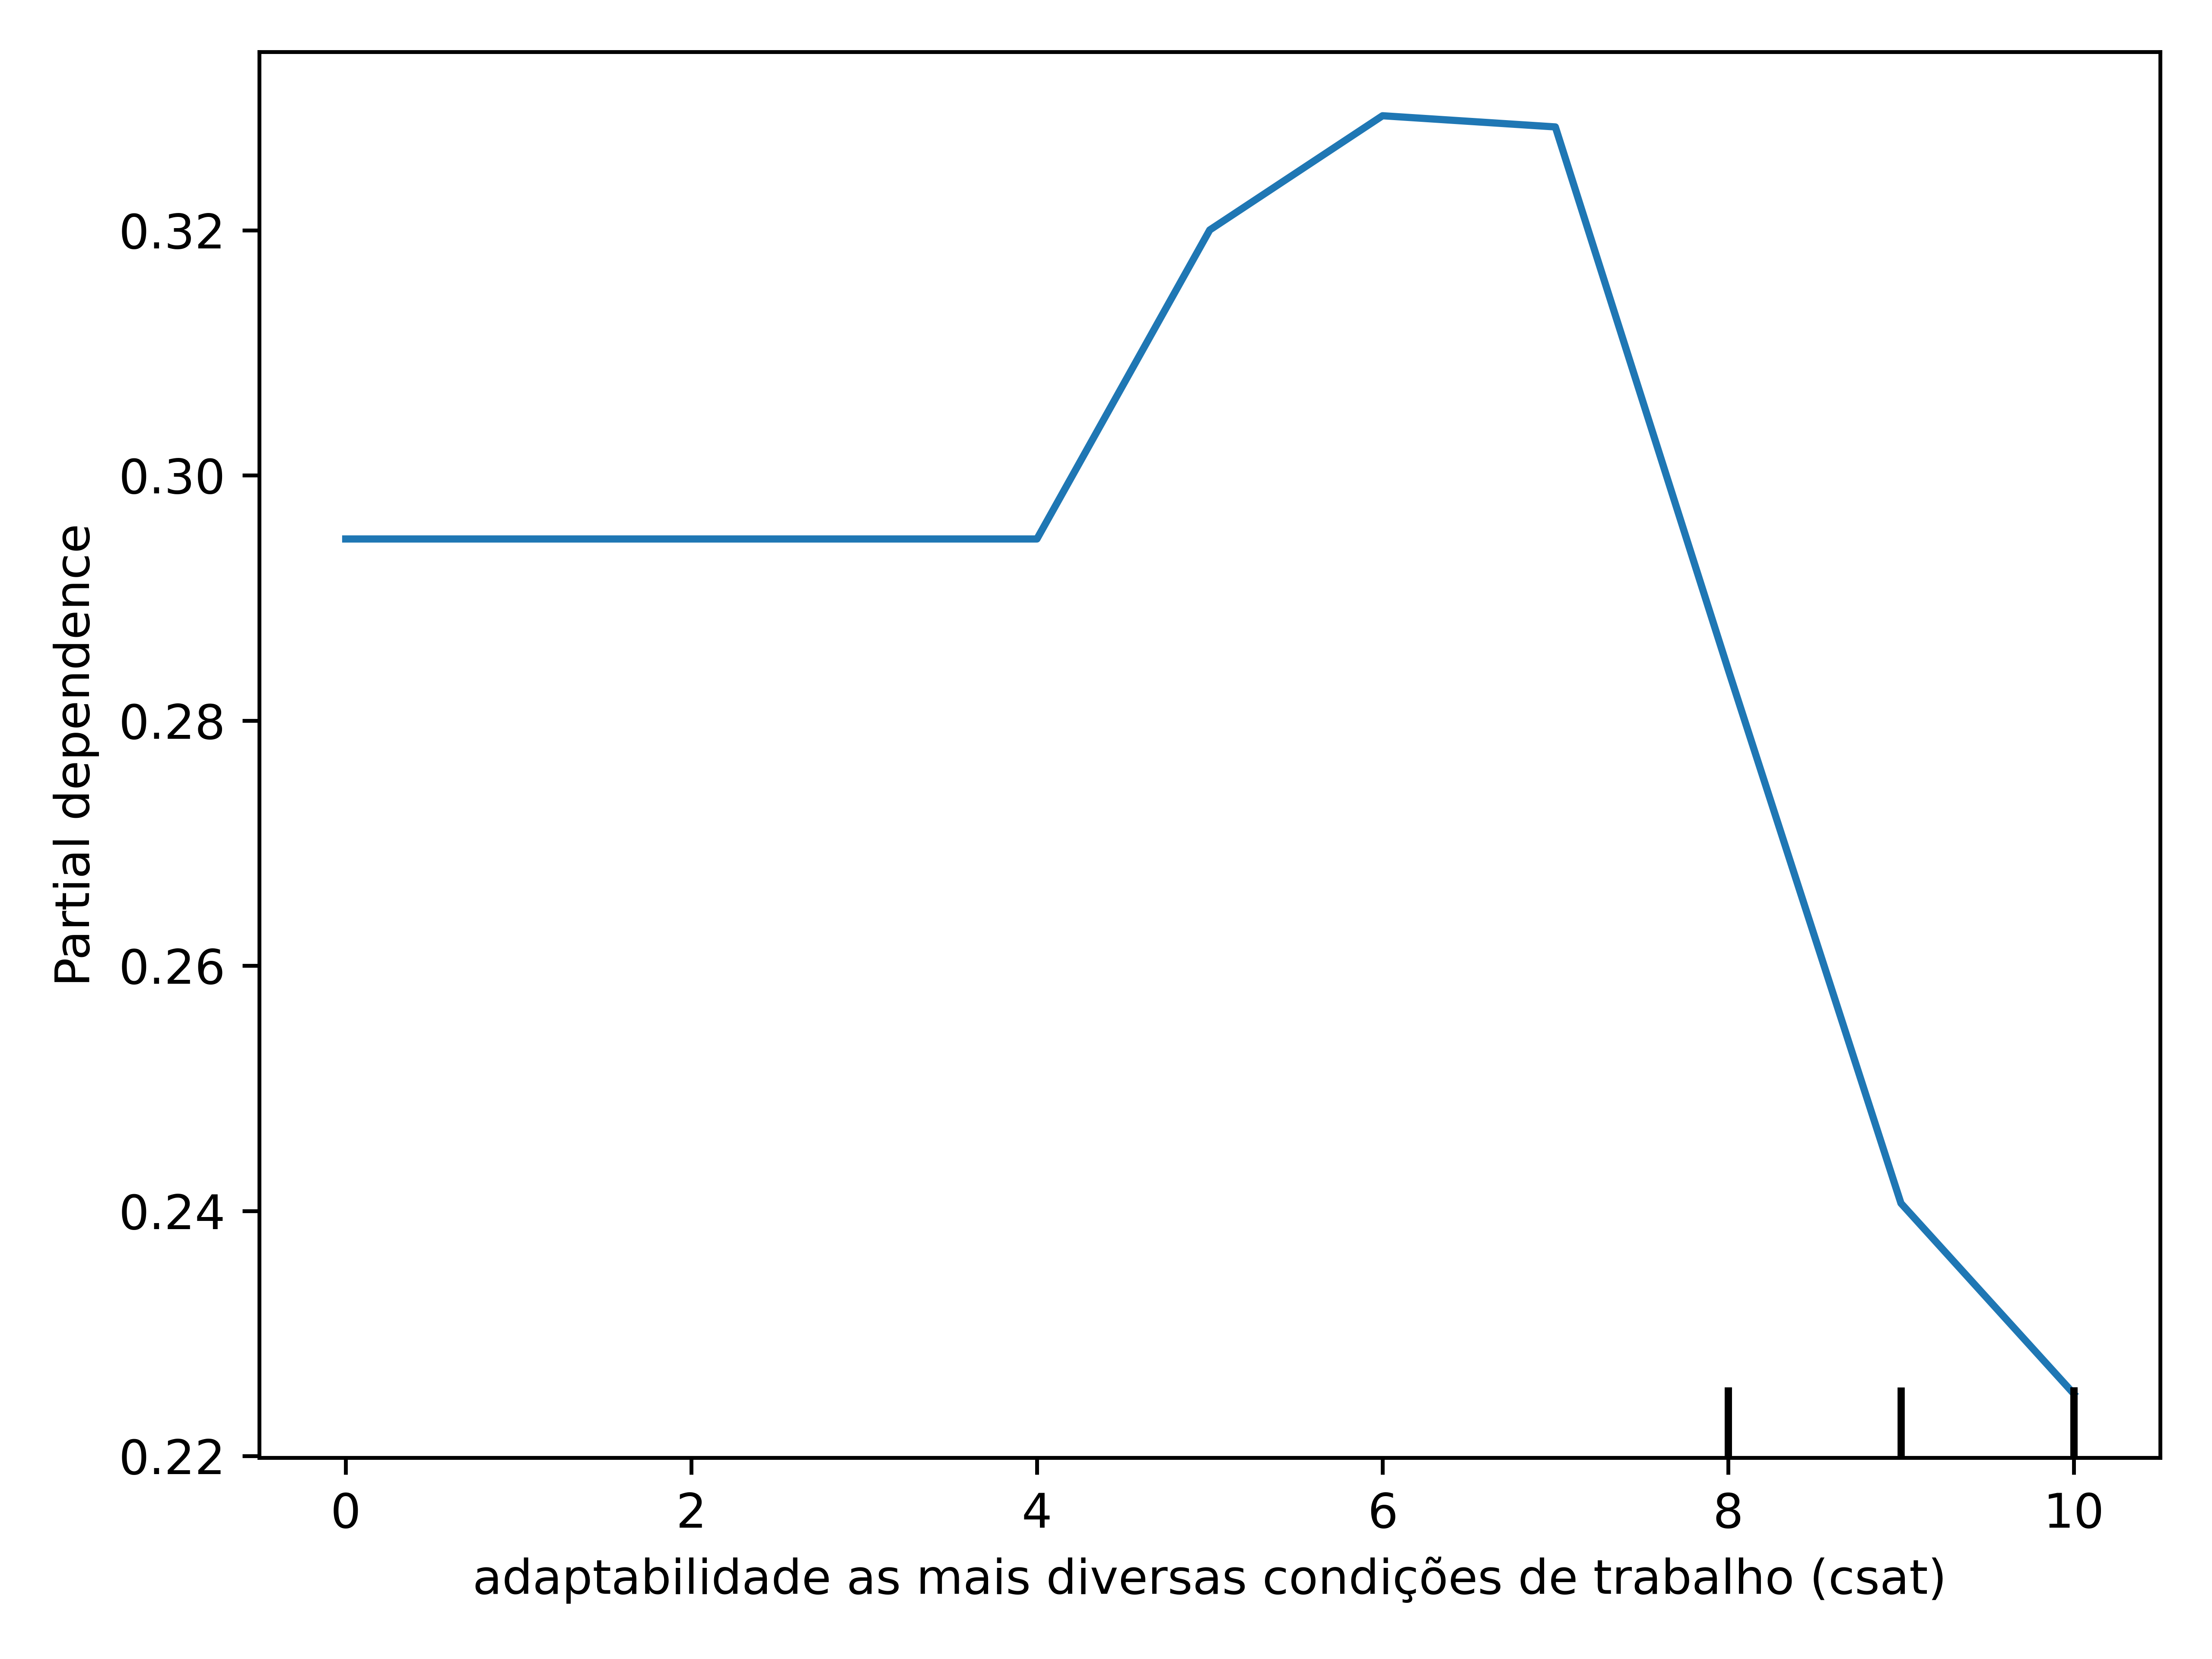 Partial dependence
0.32
0.30
0.28
0.26
0.24
0.22
0 2 4 6 8 10
adaptabilidade as mais diversas condições de trabalho (csat)